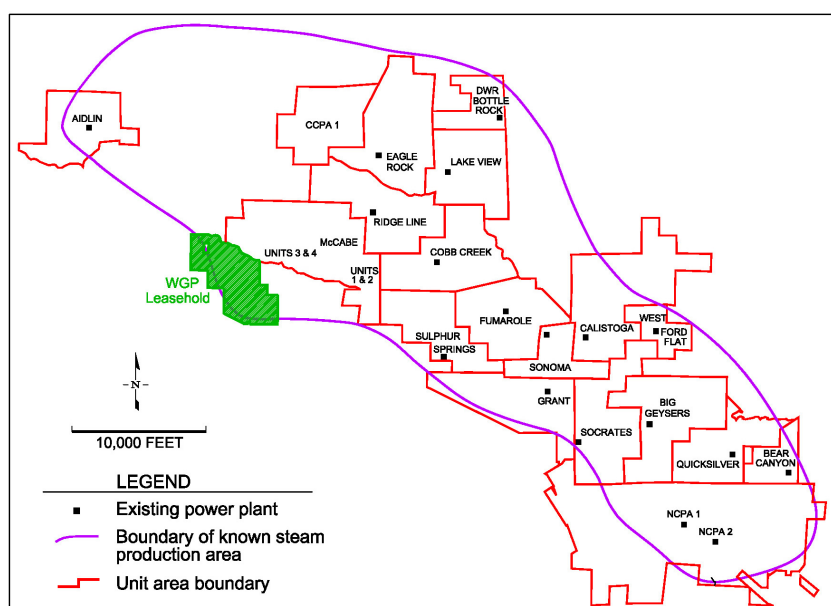 DWR
BOTTLE
ROCK
AIDLIN
CCPA 1
EAGLE
ROCK
LAKE VIEW
RIDGE LINE
McCABE
UNITS 3 & 4
COBB CREEK
UNITS
1 & 2
WGP
Leasehold
FUMAROLE
WEST
FORD
FLAT
CALISTOGA
SULPHUR
SPRINGS
SONOMA
-N-
GRANT
BIG
GEYSERS
10,000 FEET
SOCRATES
QUICKSILVER
BEAR
CANYON
LEGEND
Existing power plant
NCPA 1
NCPA 2
Boundary of known steam
production area
Unit area boundary